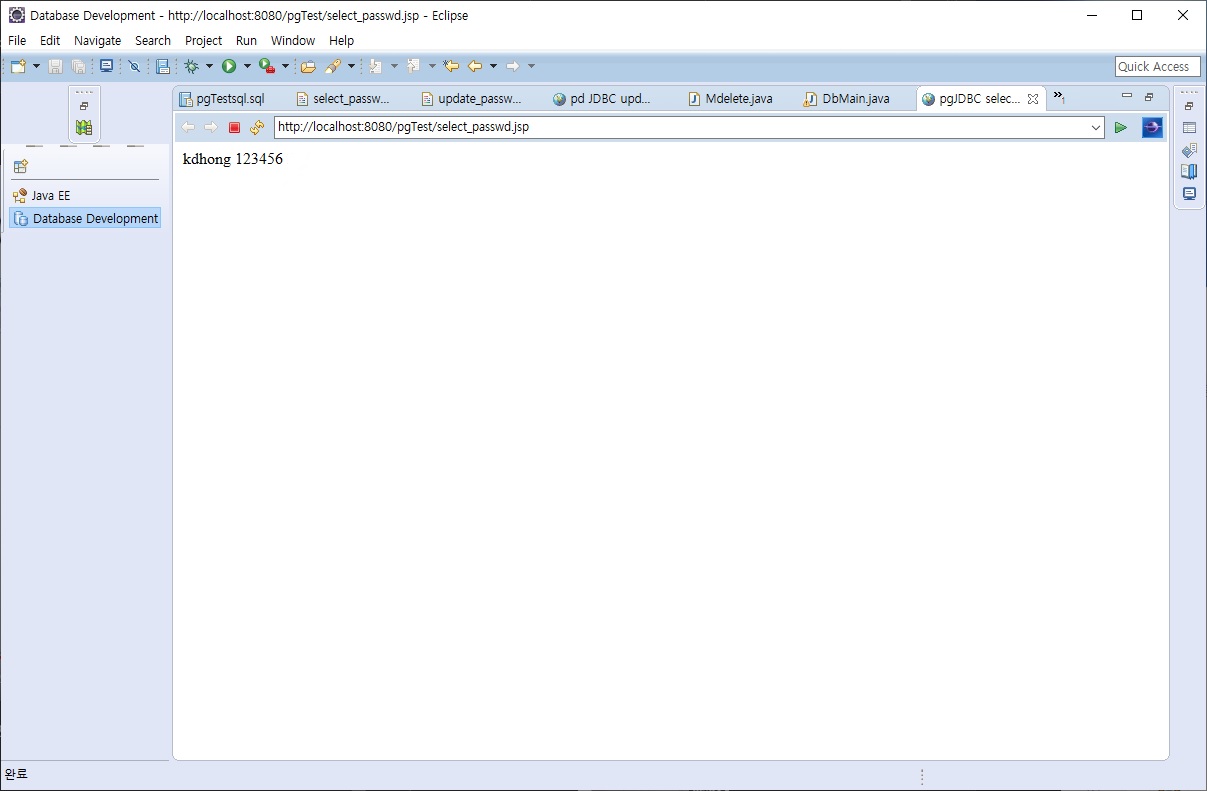 Database Development - http://localhost:8080/pgTest/select_passwd.jsp - Eclipse
File Edit Navigate Search Project Run Window Help
Quick Access
pgTestsql.sql select_passw... update_passw... pd JDBC upd... Mdelete.java DbMain.java pgJDBC selec... »1
http://localhost:8080/pgTest/select_passwd.jsp
kdhong 123456
Java EE
Database Development
완료